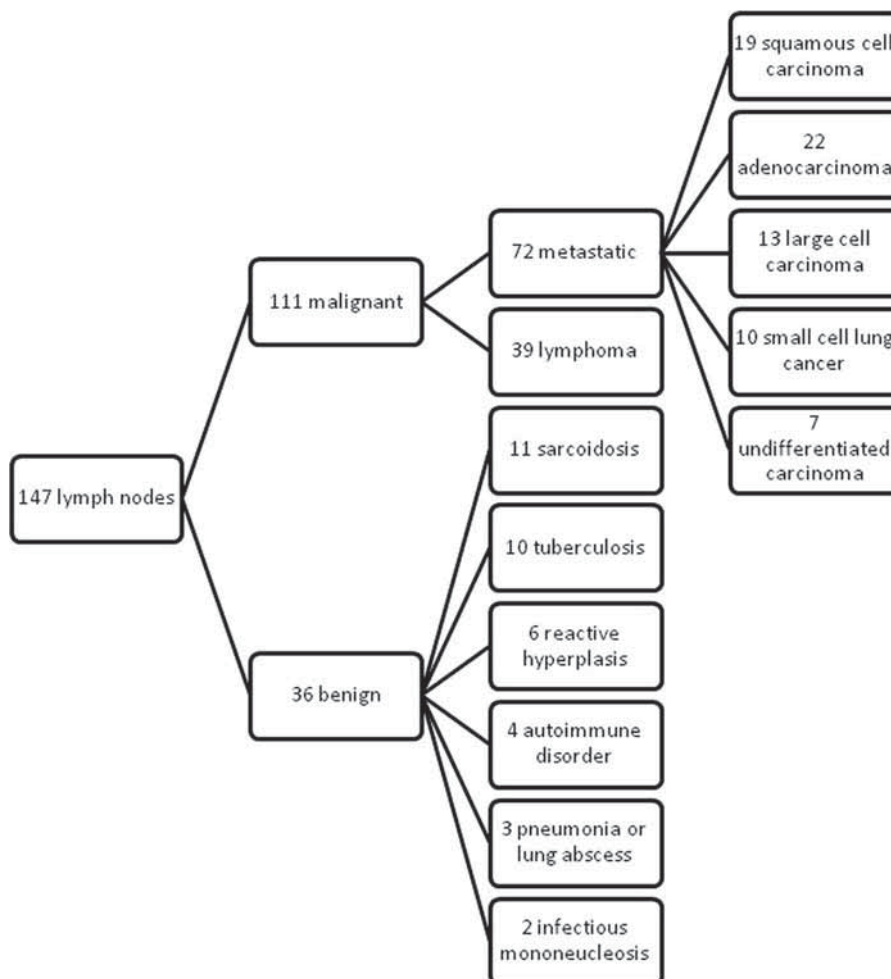 147 lymph nodes
111 malignant
36 benign
72 metastatic
39 lymphoma
11 sarcoidosis
10 tuberculosis
6 reactive
hyperplasis
4 autoimmune
disorder
3 pneumonia or
lung abscess
2 infectious
mononucleosis
19 squamous cell
carcinoma
22
adenocarcinoma
13 large cell
carcinoma
10 small cell lung
cancer
7
undifferentiated
carcinoma